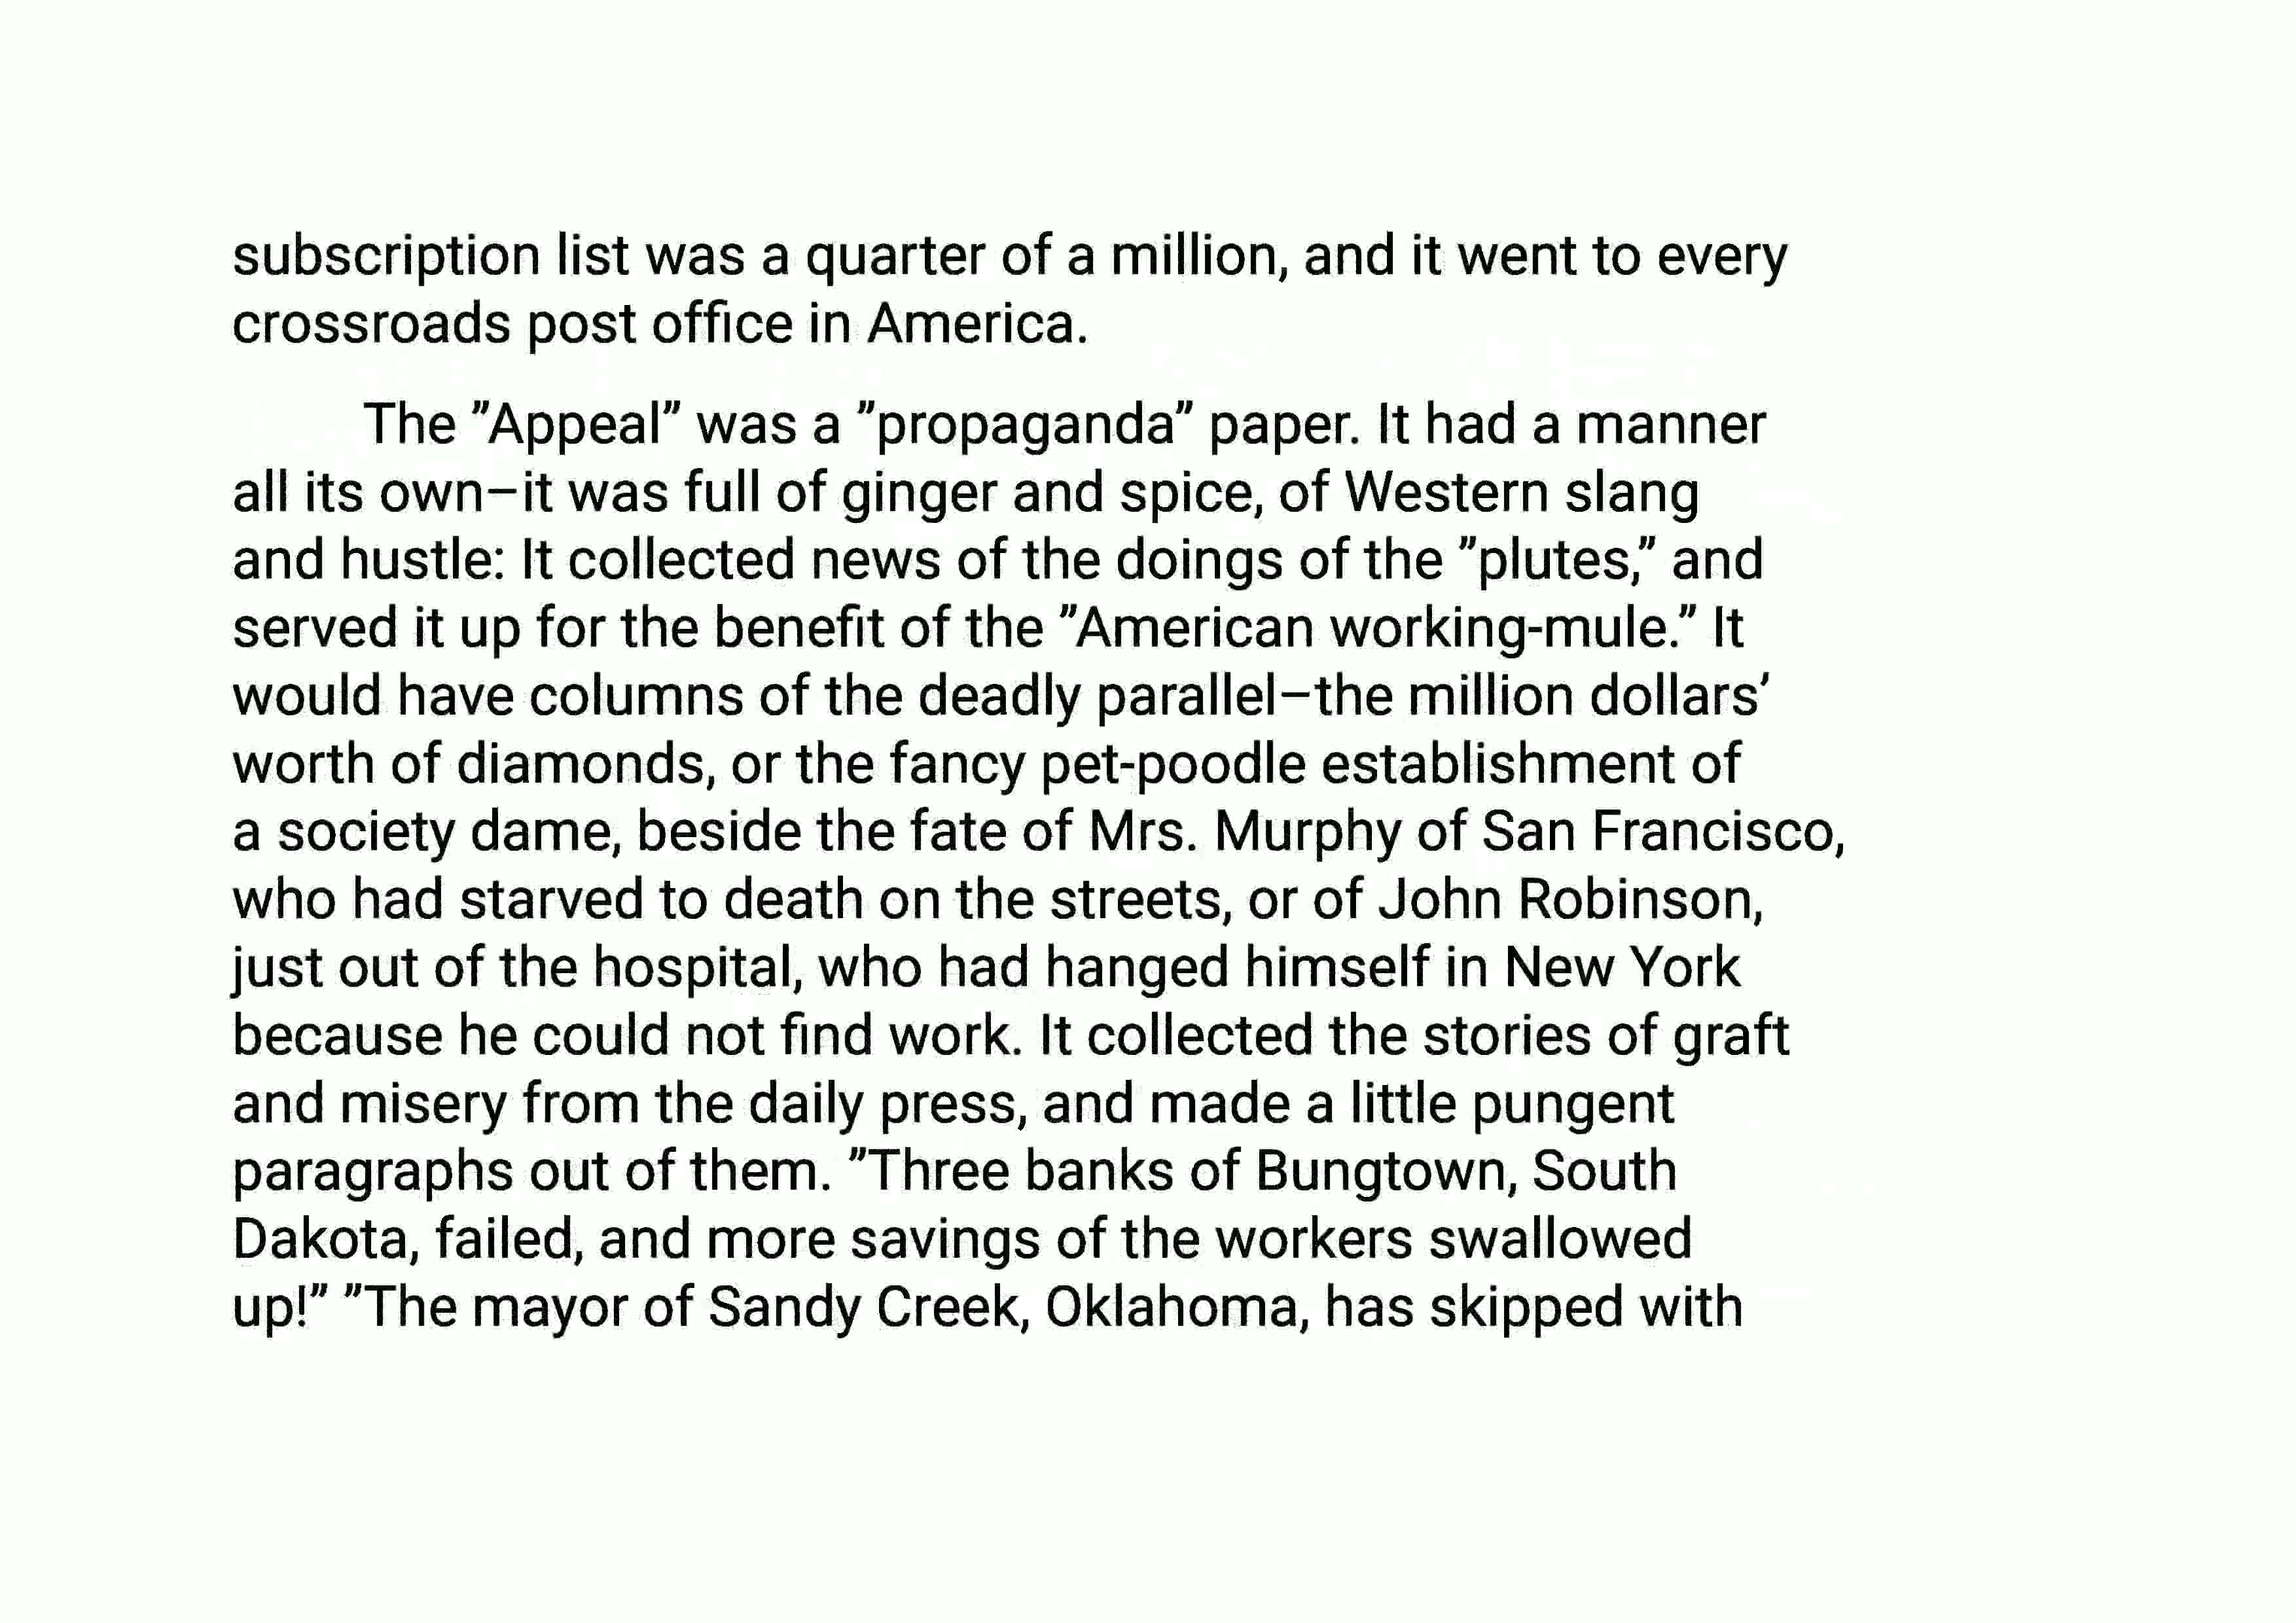 subscription list was a quarter of a million, and it went to every
crossroads post office in America.
The ”Appeal” was a ”propaganda” paper. It had a manner
all its own–it was full of ginger and spice, of Western slang
and hustle: It collected news of the doings of the ”plutes,” and
served it up for the benefit of the ”American working-mule.” It
would have columns of the deadly parallel–the million dollars’
worth of diamonds, or the fancy pet-poodle establishment of
a society dame, beside the fate of Mrs. Murphy of San Francisco,
who had starved to death on the streets, or of John Robinson,
just out of the hospital, who had hanged himself in New York
because he could not find work. It collected the stories of graft
and misery from the daily press, and made a little pungent
paragraphs out of them. ”Three banks of Bungtown, South
Dakota, failed, and more savings of the workers swallowed
up!” ”The mayor of Sandy Creek, Oklahoma, has skipped with